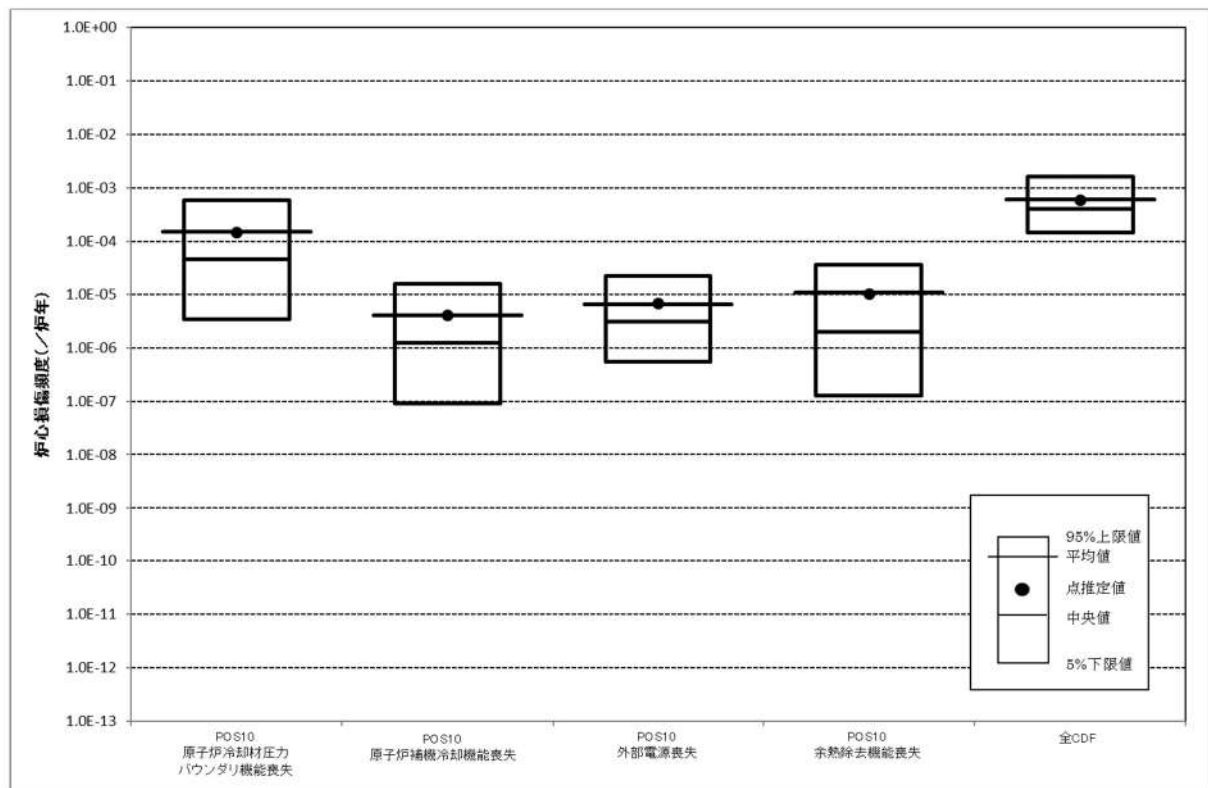 炉心損傷頻度(／炉年)
1.0E+00
1.0E-01
1.0E-02
1.0E-03
1.0E-04
1.0E-05
1.0E-06
1.0E-07
1.0E-08
1.0E-09
1.0E-10
1.0E-11
1.0E-12
1.0E-13
95%上限値
平均値
点推定値
中央値
5%下限値
POS10
原子炉冷却材圧力
バウンダリ機能喪失
POS10
原子炉補機冷却機能喪失
POS10
外部電源喪失
POS10
余熱除去機能喪失
全CDF